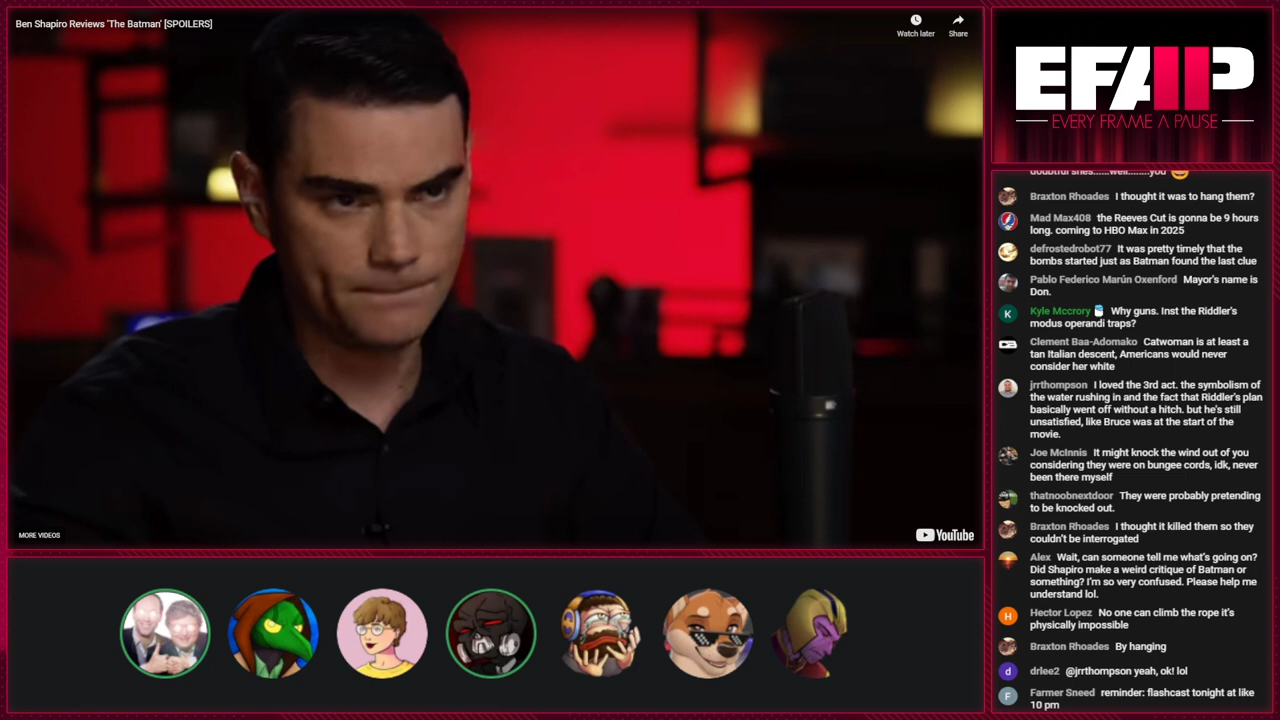 Ben Shapiro Reviews 'The Batman' [SPOILERS]
Watch later
Share
MORE VIDEOS
YouTube
EFAP
EVERY FRAME A PAUSE
doubtful shes......well........you
Braxton Rhoades I thought it was to hang them?
Mad Max408 the Reeves Cut is gonna be 9 hours
long. coming to HBO Max in 2025
defrostedrobot77 It was pretty timely that the
bombs started just as Batman found the last clue
Pablo Federico Marún Oxenford Mayor's name is
Don.
K
Kyle Mccrory Why guns. Inst the Riddler's
modus operandi traps?
Clement Baa-Adomako Catwoman is at least a
tan Italian descent, Americans would never
consider her white
jrrthompson I loved the 3rd act. the symbolism of
the water rushing in and the fact that Riddler's plan
basically went off without a hitch. but he's still
unsatisfied, like Bruce was at the start of the
movie.
Joe McInnis It might knock the wind out of you
considering they were on bungee cords, idk, never
been there myself
thatnoobnextdoor They were probably pretending
to be knocked out.
Braxton Rhoades I thought it killed them so they
couldn't be interrogated
Alex Wait, can someone tell me what's going on?
Did Shapiro make a weird critique of Batman or
something? I'm so very confused. Please help me
understand lol.
H
Hector Lopez No one can climb the rope it's
physically impossible
Braxton Rhoades By hanging
d
drlee2 @jrrthompson yeah, ok! lol
F
Farmer Sneed reminder: flashcast tonight at like
10 pm